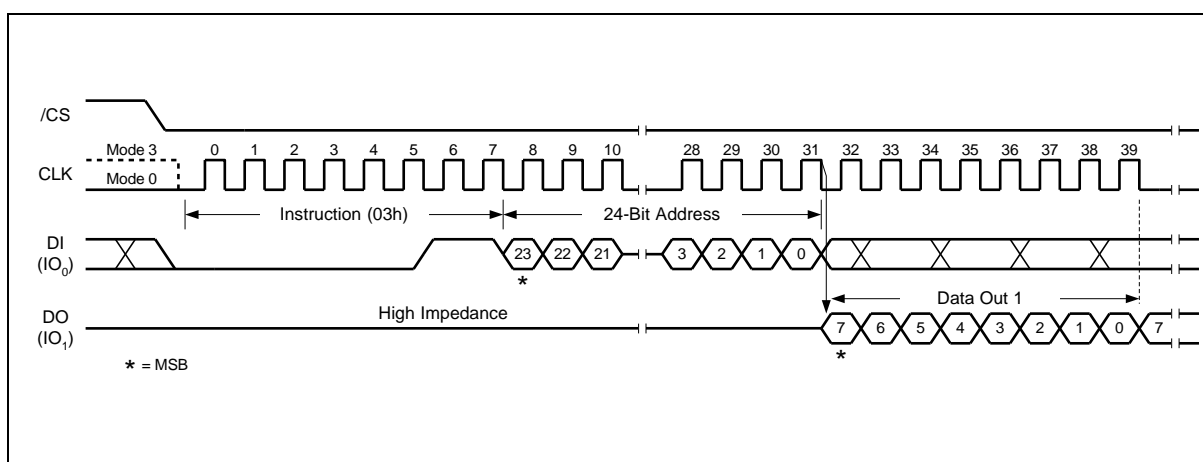 /CS
Mode 3
0 1 2 3 4 5 6 7 8 9 10 28 29 30 31 32 33 34 35 36 37 38 39
CLK
Mode 0
Instruction (03h) 24-Bit Address
DI
(IO0)
23 22 21 3 2 1 0
*
Data Out 1
High Impedance
DO
(IO1)
7 6 5 4 3 2 1 0 7
*
* = MSB